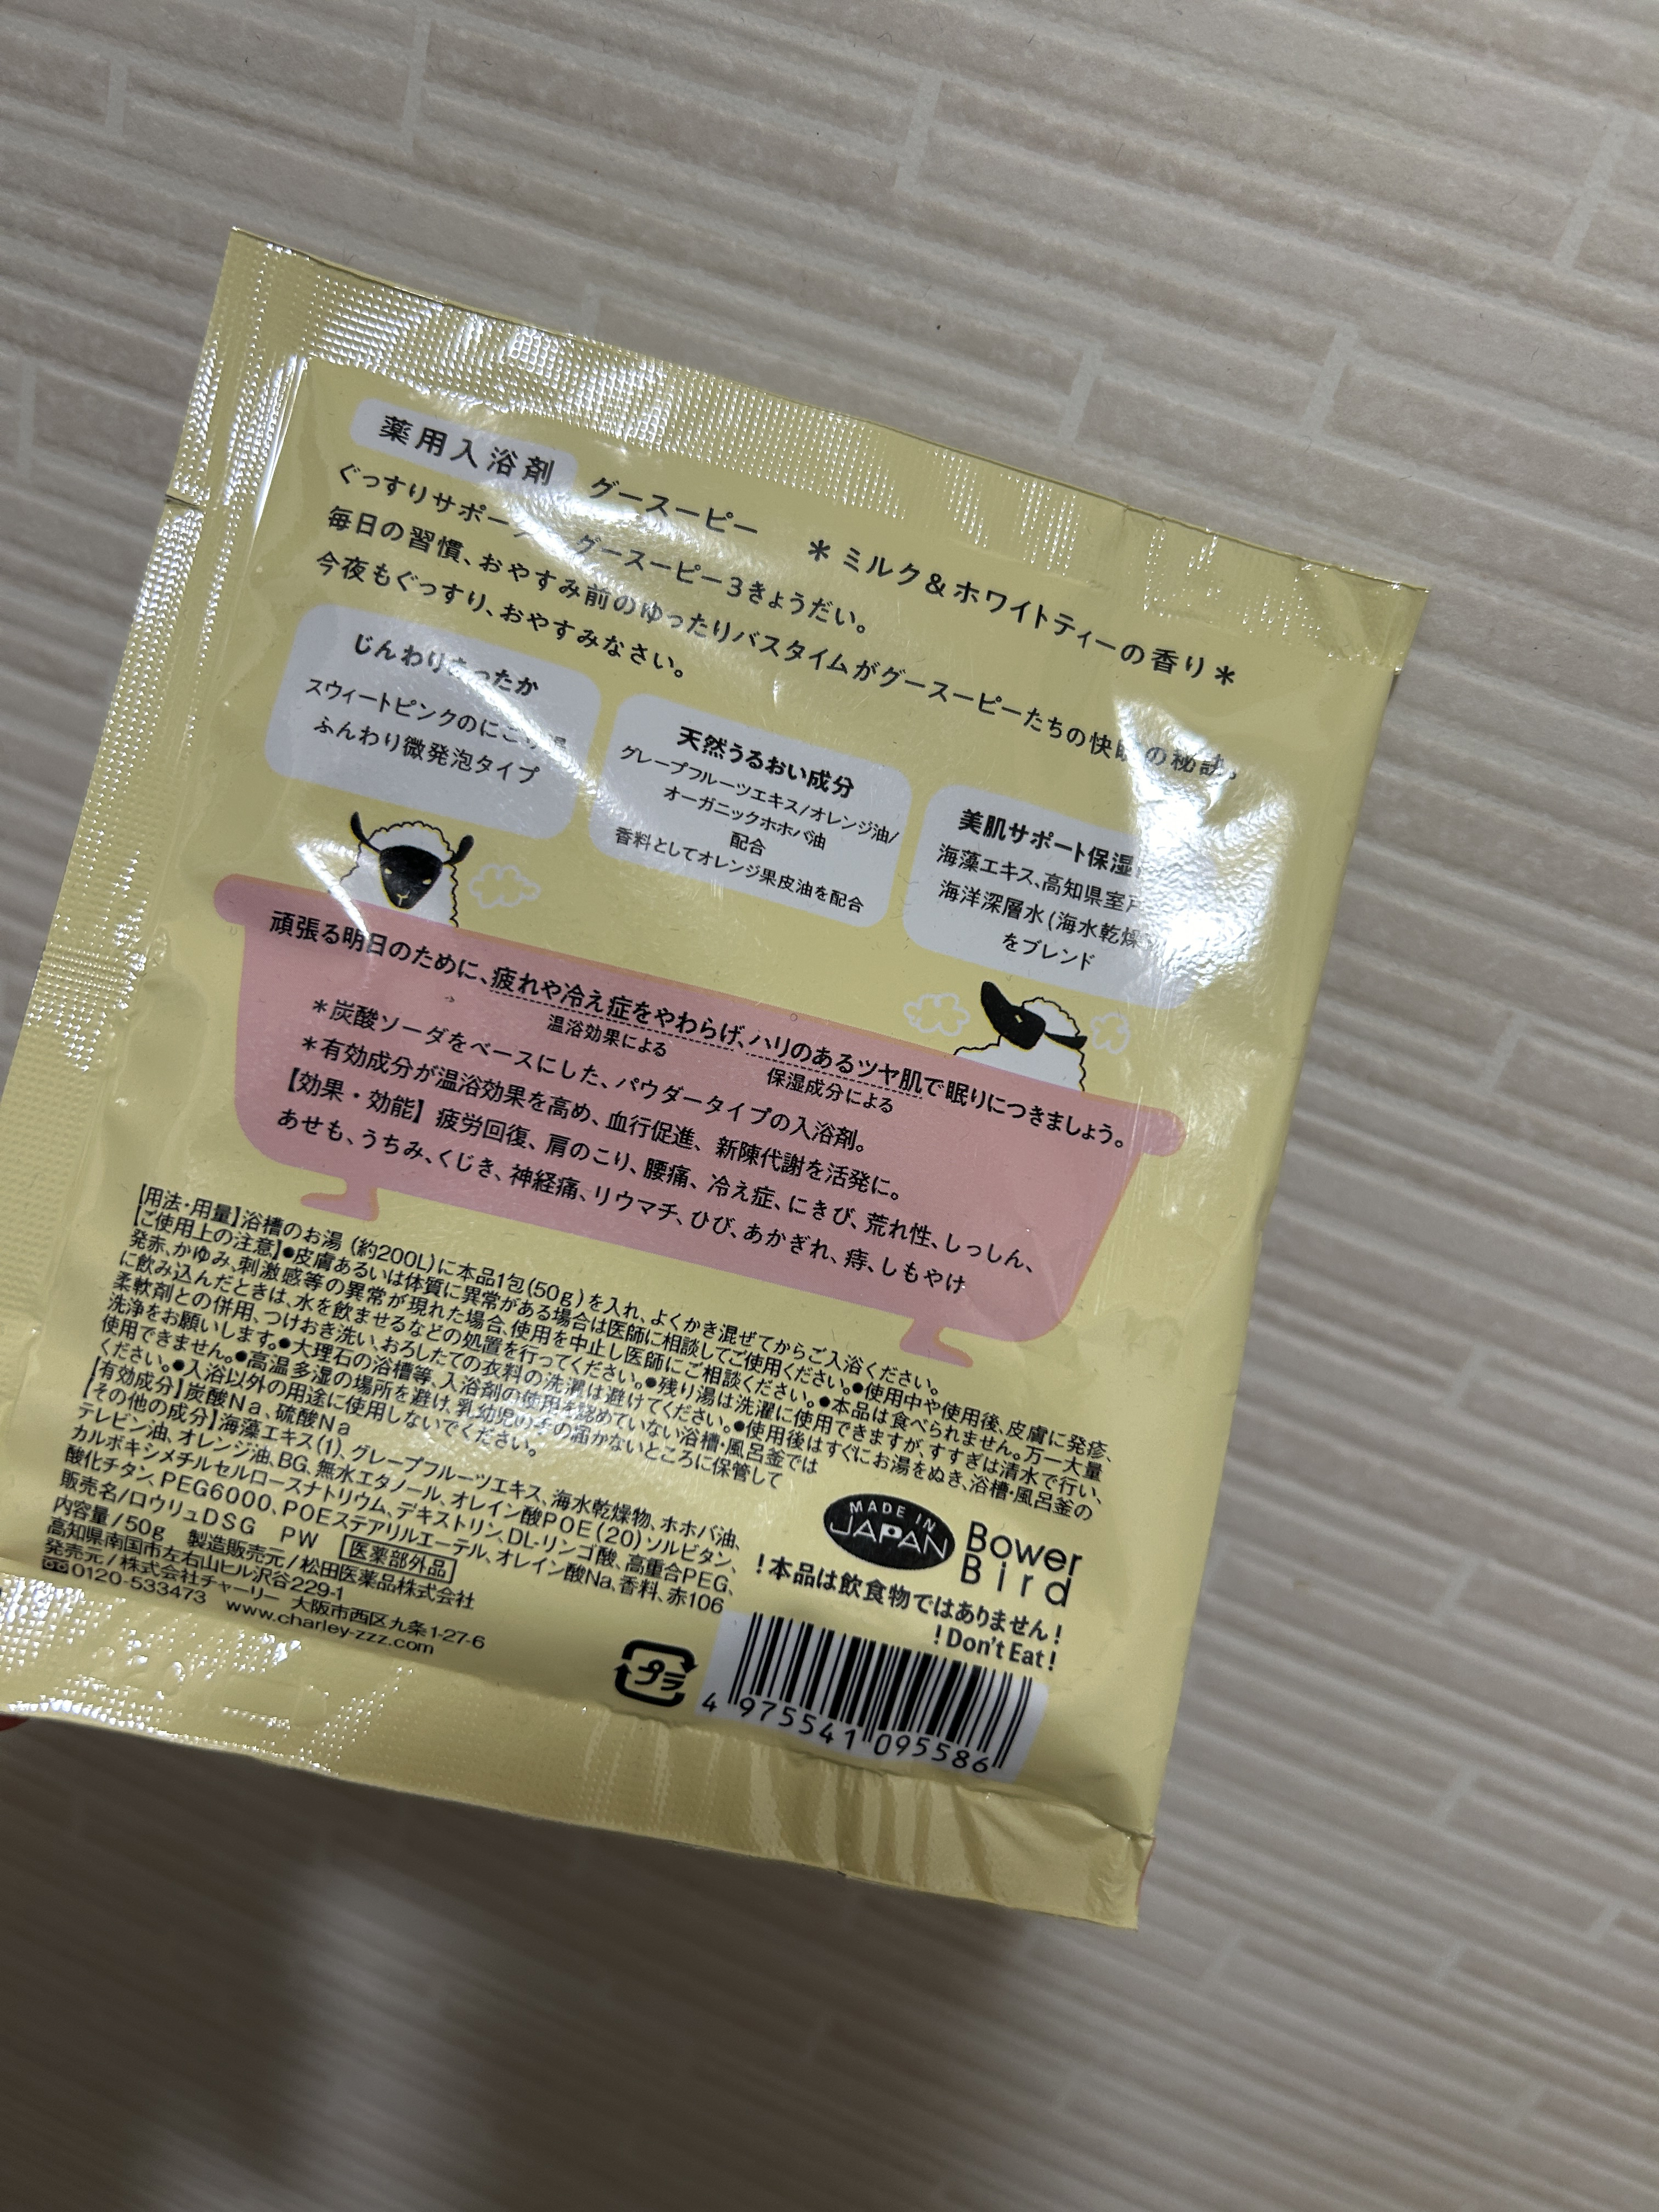 薬用入浴剤 グースーピー *ミルク&ホワイトティーの香り*
ぐっすりサポー グースーピー3きょうだい。
毎日の習慣、おやすみ前のゆったりバスタイムがグースーピーたちの快 の秘訣。
今夜もぐっすり、おやすみなさい。
じんわりあったか
スウィートピンクのにごり湯
ふんわり微発泡タイプ
天然うるおい成分
グレープフルーツエキス/オレンジ油/
オーガニックホホバ油
配合
香料としてオレンジ果皮油を配合
美肌サポート保湿
海藻エキス、高知県室戸
海洋深層水(海水乾燥
をブレンド
頑張る明日のために、疲れや冷え症をやわらげ、ハリのあるツヤ肌で眠りにつきましょう。
温浴効果による
保湿成分による
*炭酸ソーダをベースにした、パウダータイプの入浴剤。
*有効成分が温浴効果を高め、血行促進、新陳代謝を活発に。
【効果・効能】疲労回復、肩のこり、腰痛、冷え症、にきび、荒れ性、しっしん、
あせも、うちみ、くじき、神経痛、リウマチ、ひび、あかぎれ、痔、しもやけ
【用法・用量】浴槽のお湯(約200L)に本品1包(50g)を入れ、よくかき混ぜてからご入浴ください。
【ご使用上の注意】●皮膚あるいは体質に異常がある場合は医師に相談してご使用ください。●使用中や使用後、皮膚に発疹、
発赤、かゆみ、刺激感等の異常が現れた場合、使用を中止し医師にご相談ください。●本品は食べられません。万一大量
に飲み込んだときは、水を飲ませるなどの処置を行ってください。●残り湯は洗濯に使用できますが、すすぎは清水で行い、
柔軟剤との併用、つけおき洗い、おろしたての衣料の洗濯は避けてください。●使用後はすぐにお湯をぬき、浴槽・風呂釜の
洗浄をお願いします。●大理石の浴槽等、入浴剤の使用を認めていない浴槽・風呂釜では
使用できません。●高温多湿の場所を避け、乳幼児の手の届かないところに保管して
ください。●入浴以外の用途に使用しないでください。
【有効成分】炭酸Na、硫酸Na
【その他の成分】海藻エキス(1)、グレープフルーツエキス、海水乾燥物、ホホバ油、
テレビン油、オレンジ油、BG、無水エタノール、オレイン酸POE(20)ソルビタン、
カルボキシメチルセルロースナトリウム、デキストリン、DL-リンゴ酸、高重合PEG、
酸化チタン、PEG6000、POEステアリルエーテル、オレイン酸Na、香料、赤106
販売名/ロウリュDSG PW 医薬部外品
内容量/50g 製造販売元/松田医薬品株式会社
高知県南国市左右山ヒル沢谷229-1
発売元/株式会社チャーリー 大阪市西区九条1-27-6
0120-533473 www.charley-zzz.com
MADE IN
JAPAN
Bower
Bird
!本品は飲食物ではありません!
!Don't Eat!
プラ
4 975541 095586